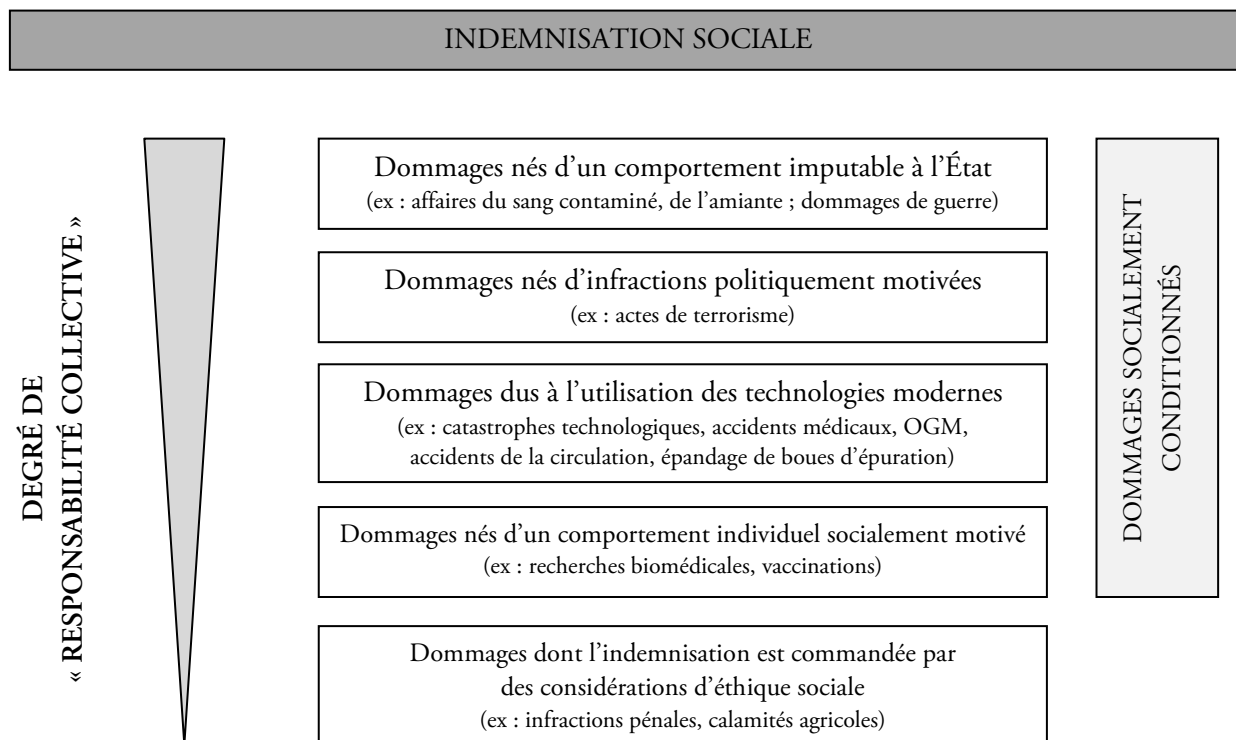 INDEMNISATION SOCIALE
DEGRÉ DE
« RESPONSABILITÉ COLLECTIVE »
Dommages nés d’un comportement imputable à l’État
(ex : affaires du sang contaminé, de l’amiante ; dommages de guerre)
Dommages nés d’infractions politiquement motivées
(ex : actes de terrorisme)
Dommages dus à l’utilisation des technologies modernes
(ex : catastrophes technologiques, accidents médicaux, OGM,
accidents de la circulation, épandage de boues d’épuration)
Dommages nés d’un comportement individuel socialement motivé
(ex : recherches biomédicales, vaccinations)
Dommages dont l’indemnisation est commandée par
des considérations d’éthique sociale
(ex : infractions pénales, calamités agricoles)
DOMMAGES SOCIALEMENT
CONDITIONNÉS